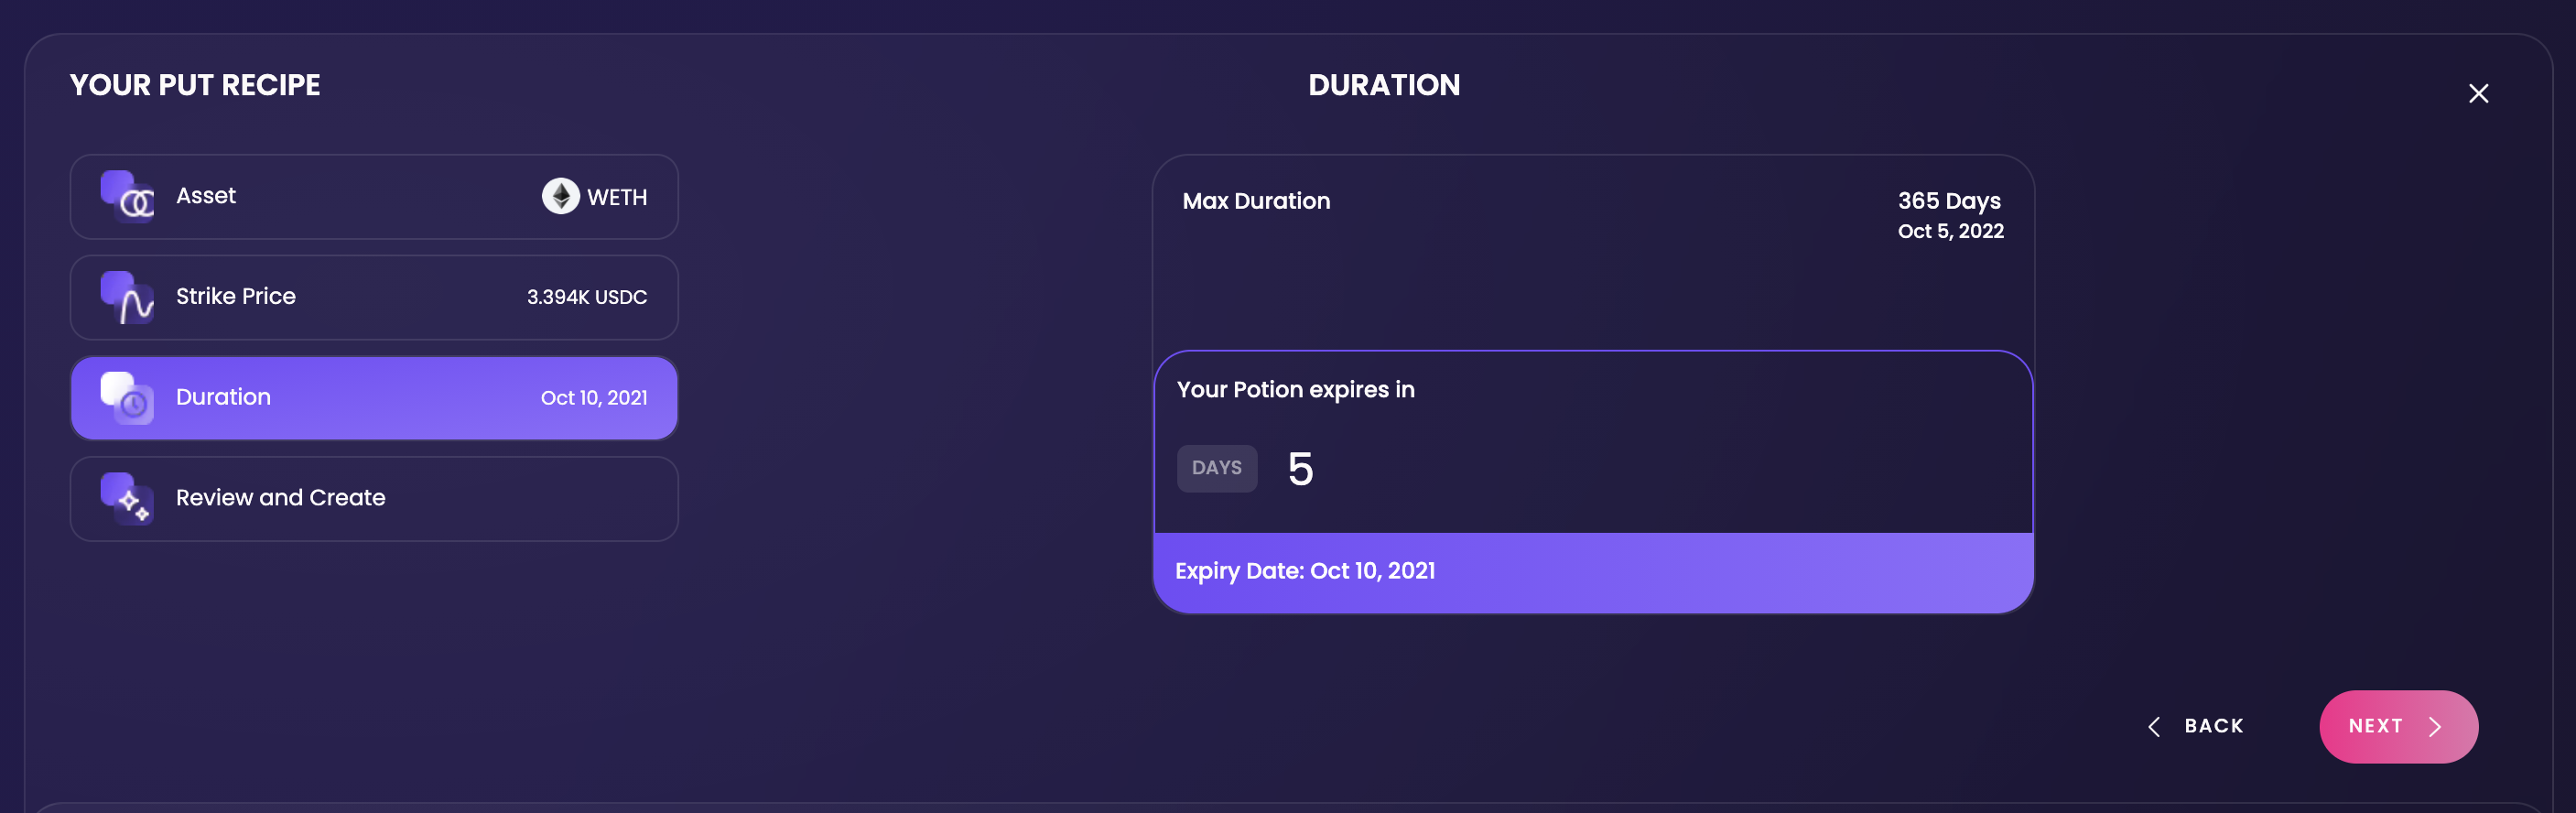 YOUR PUT RECIPE
Asset WETH
Strike Price 3.394K USDC
Duration Oct 10, 2021
Review and Create
DURATION
Max Duration 365 Days
Oct 5, 2022
Your Potion expires in
DAYS 5
Expiry Date: Oct 10, 2021
BACK NEXT